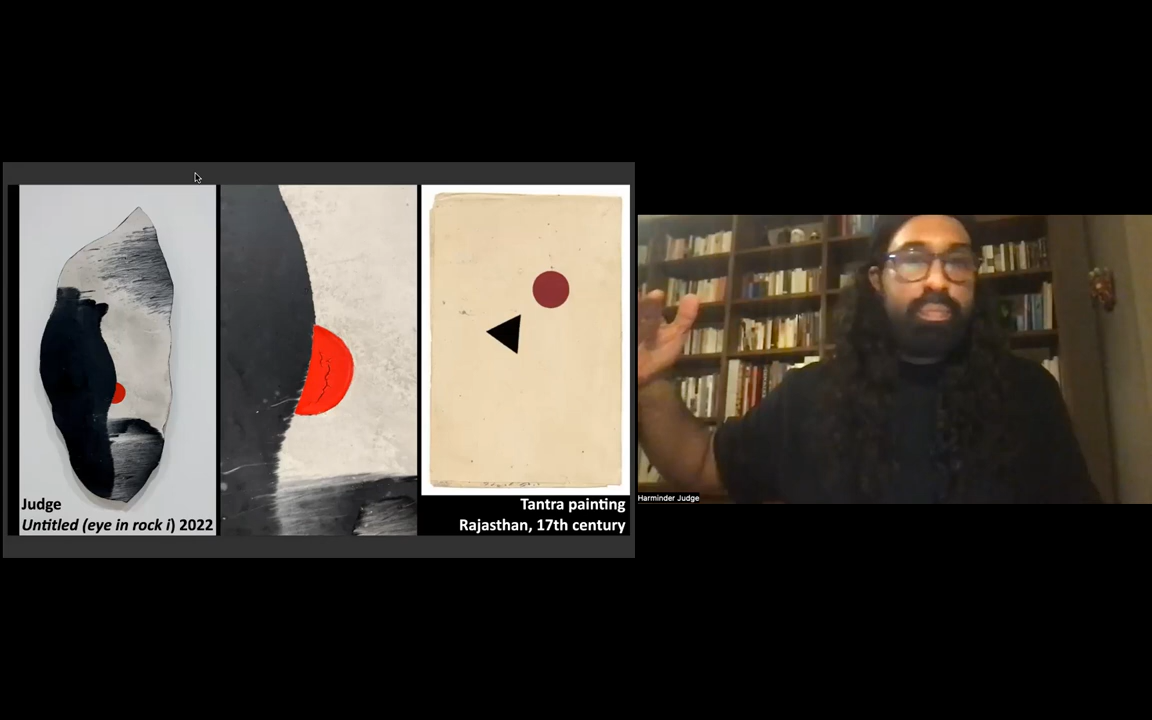 Judge
Untitled (eye in rock i) 2022
Tantra painting
Rajasthan, 17th century
Harminder Judge